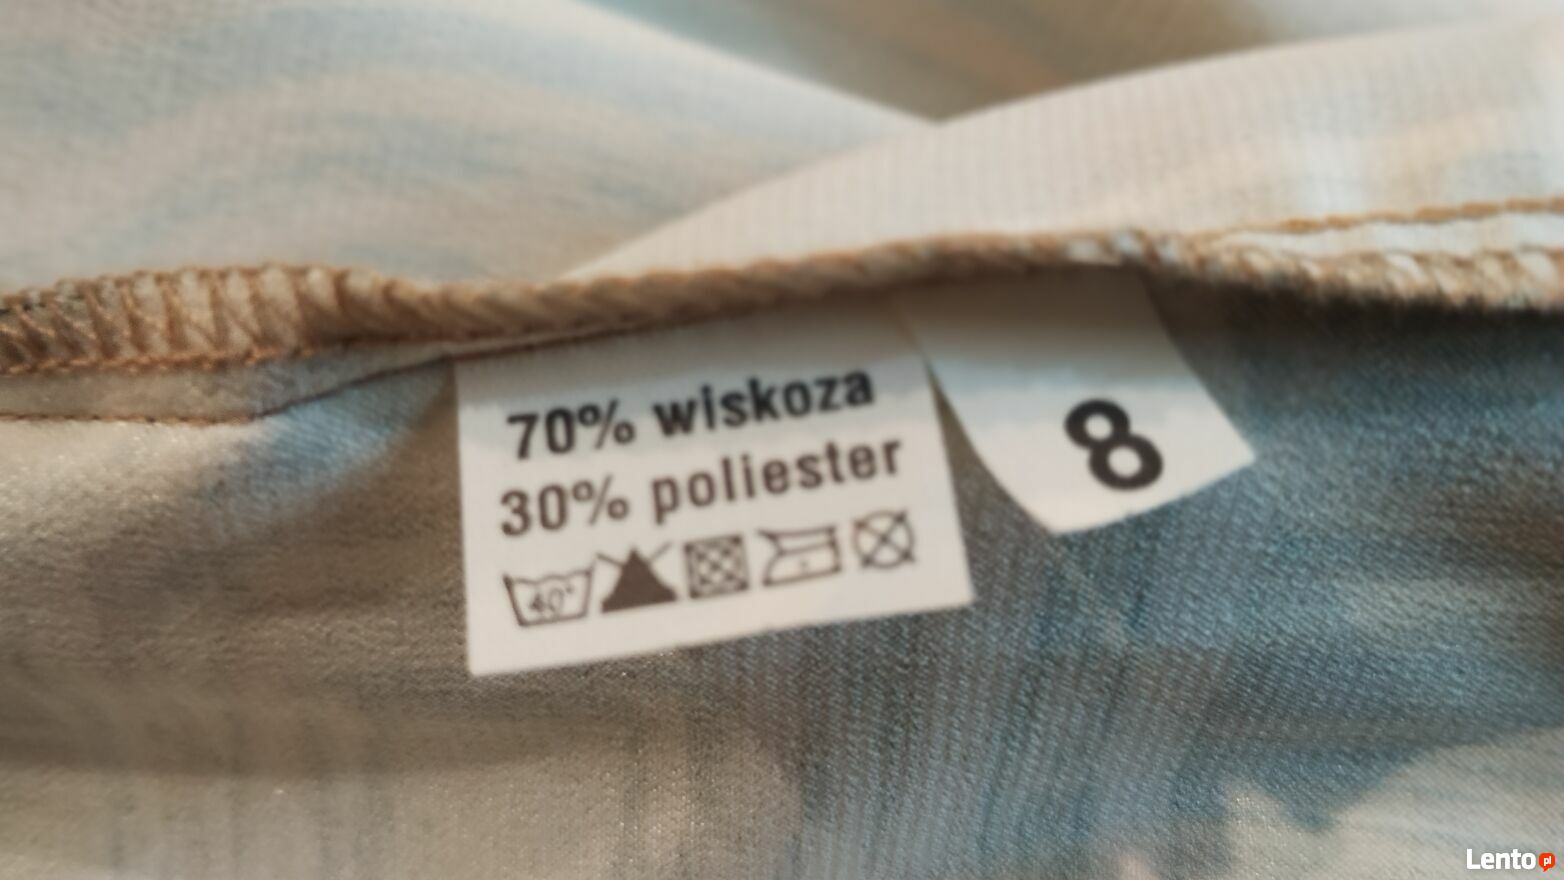 70% wiskoza
30% poliester
40°
8
Lento pl